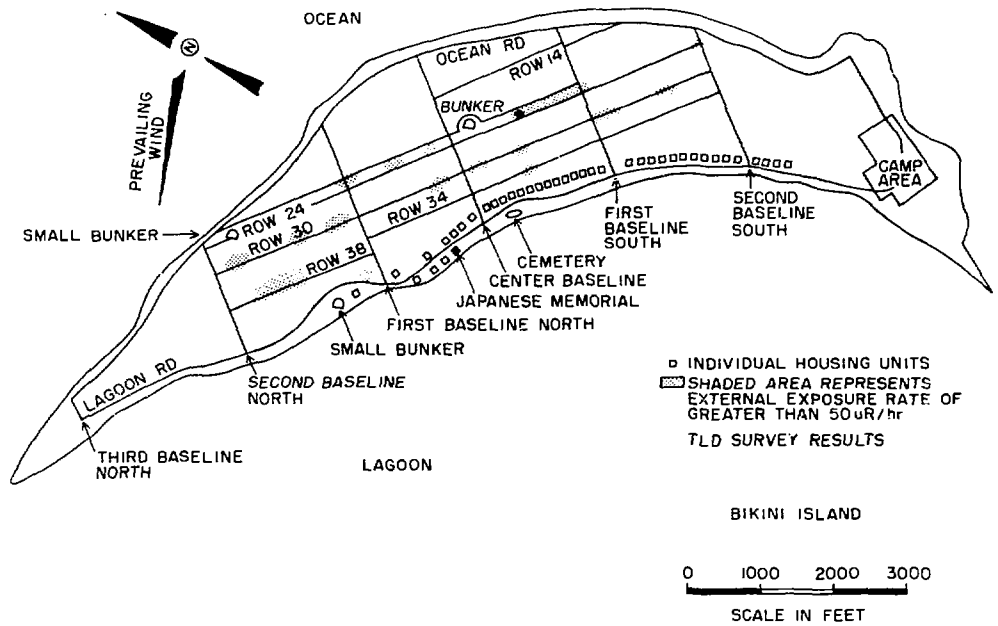 OCEAN
N
PREVAILING
WIND
OCEAN RD
ROW 14
BUNKER
CAMP
AREA
ROW 24
ROW 30
ROW 34
ROW 38
SMALL BUNKER
FIRST
BASELINE
SOUTH
SECOND
BASELINE
SOUTH
CEMETERY
CENTER BASELINE
JAPANESE MEMORIAL
FIRST BASELINE NORTH
SMALL BUNKER
LAGOON RD
SECOND BASELINE
NORTH
THIRD BASELINE
NORTH
LAGOON
INDIVIDUAL HOUSING UNITS
SHADED AREA REPRESENTS
EXTERNAL EXPOSURE RATE OF
GREATER THAN 50 uR/hr
TLD SURVEY RESULTS
BIKINI ISLAND
0 1000 2000 3000
SCALE IN FEET